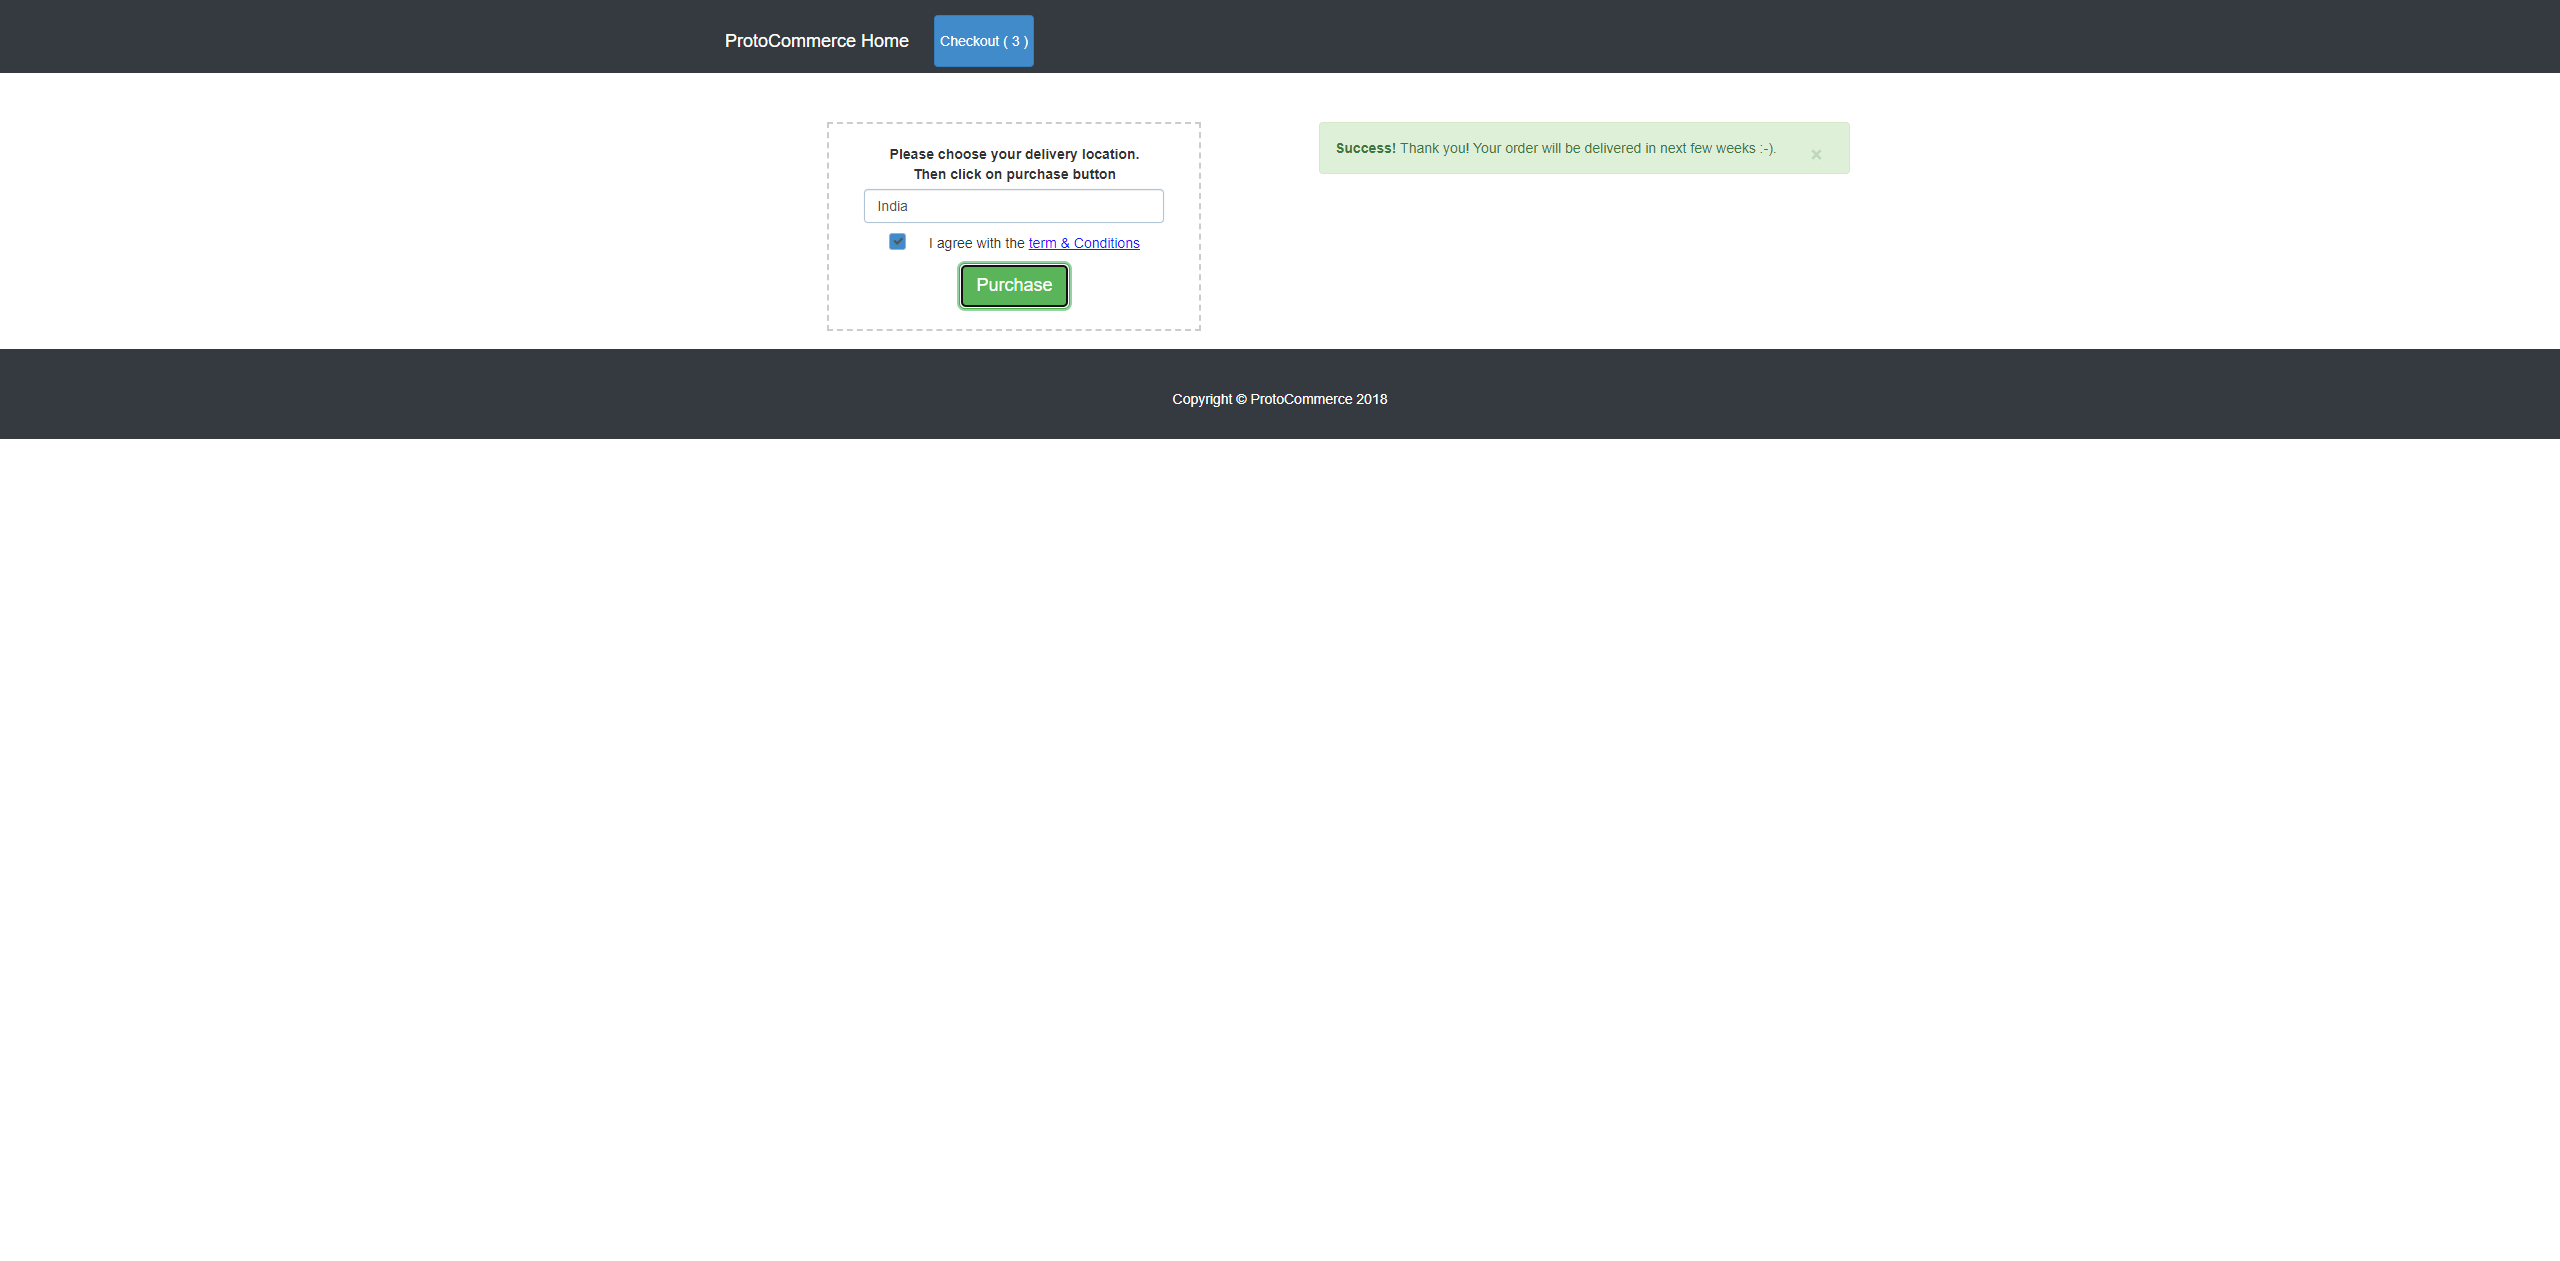 ProtoCommerce Home
Checkout ( 3 )
Please choose your delivery location.
Then click on purchase button
India
I agree with the term & Conditions
Purchase
Success! Thank you! Your order will be delivered in next few weeks :-).
×
Copyright © ProtoCommerce 2018